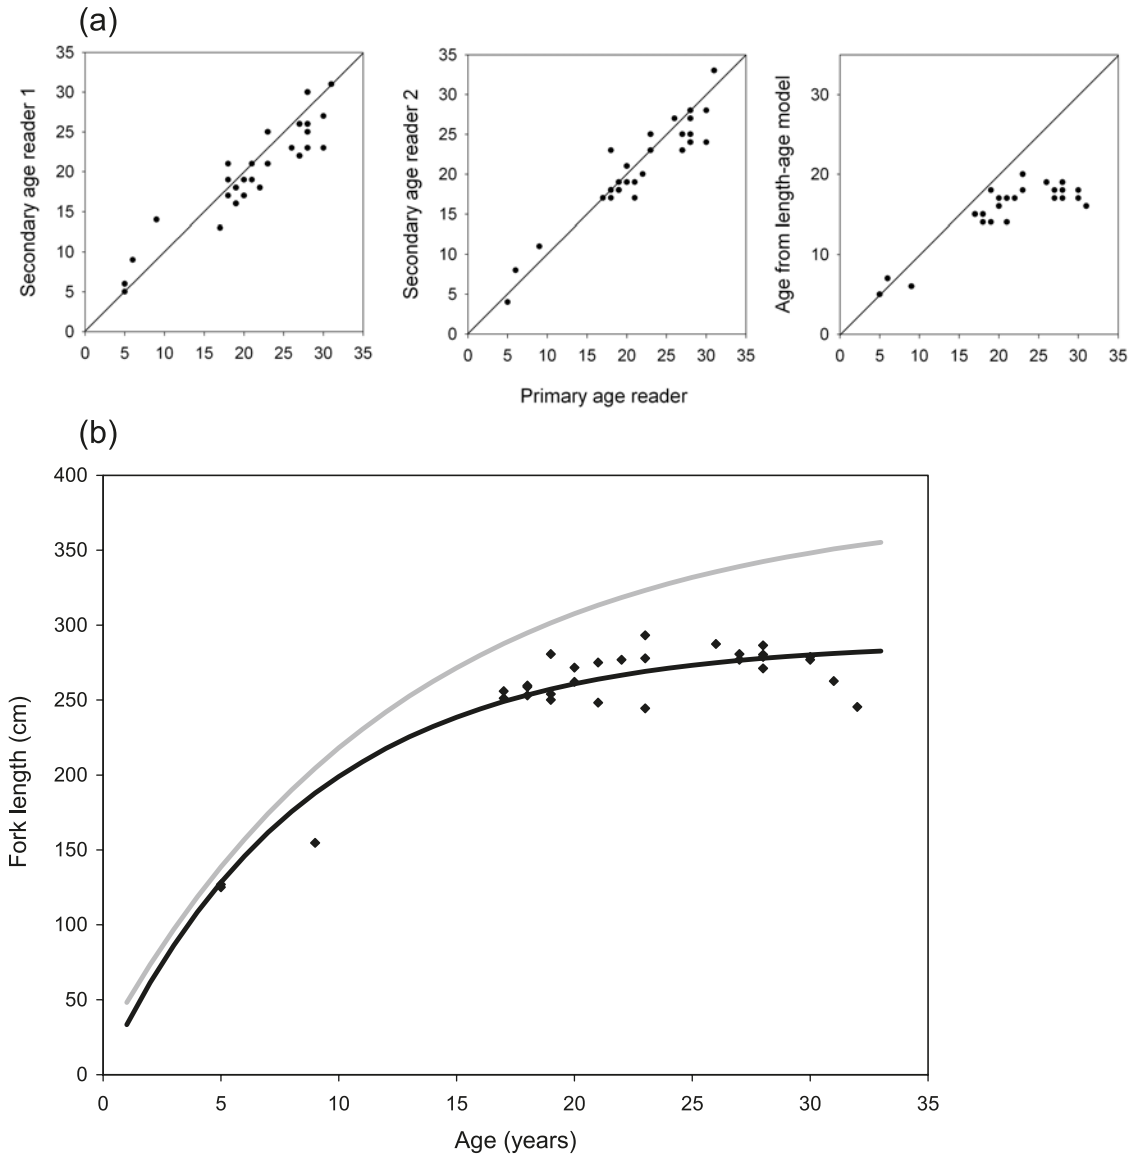 (a)
Secondary age reader 1
35
30
25
20
15
10
5
0
0 5 10 15 20 25 30 35
Secondary age reader 2
35
30
25
20
15
10
5
0
0 5 10 15 20 25 30 35
Age from length-age model
30
20
10
0
0 5 10 15 20 25 30 35
Primary age reader
(b)
Fork length (cm)
400
350
300
250
200
150
100
50
0
0 5 10 15 20 25 30 35
Age (years)